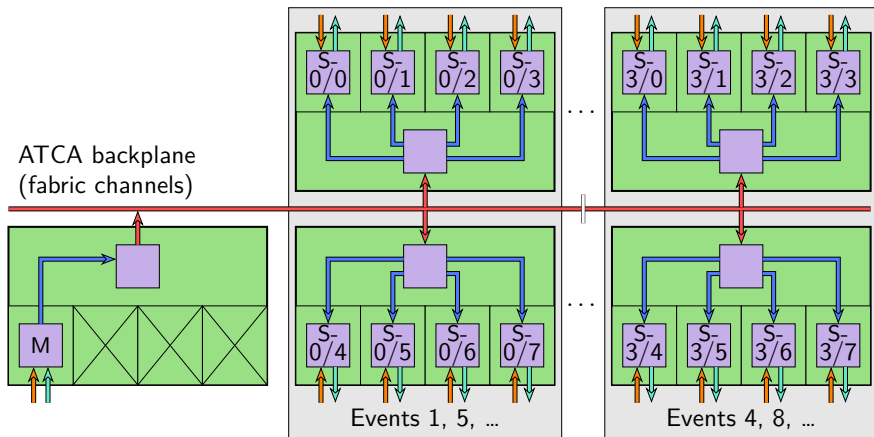 S-
0/0
S-
0/1
S-
0/2
S-
0/3
S-
3/0
S-
3/1
S-
3/2
S-
3/3
...
ATCA backplane
(fabric channels)
M
...
S-
0/4
S-
0/5
S-
0/6
S-
0/7
S-
3/4
S-
3/5
S-
3/6
S-
3/7
Events 1, 5, ...
Events 4, 8, ...